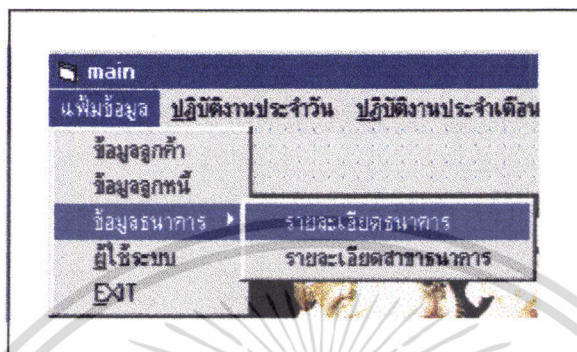 main
แฟ้มข้อมูล ปฏิบัติงานประจำวัน ปฏิบัติงานประจำเดือน
ข้อมูลลูกค้า
ข้อมูลลูกหนี้
ข้อมูลธนาคาร
รายละเอียดธนาคาร
ผู้ใช้ระบบ
รายละเอียดสาขาธนาคาร
EXIT